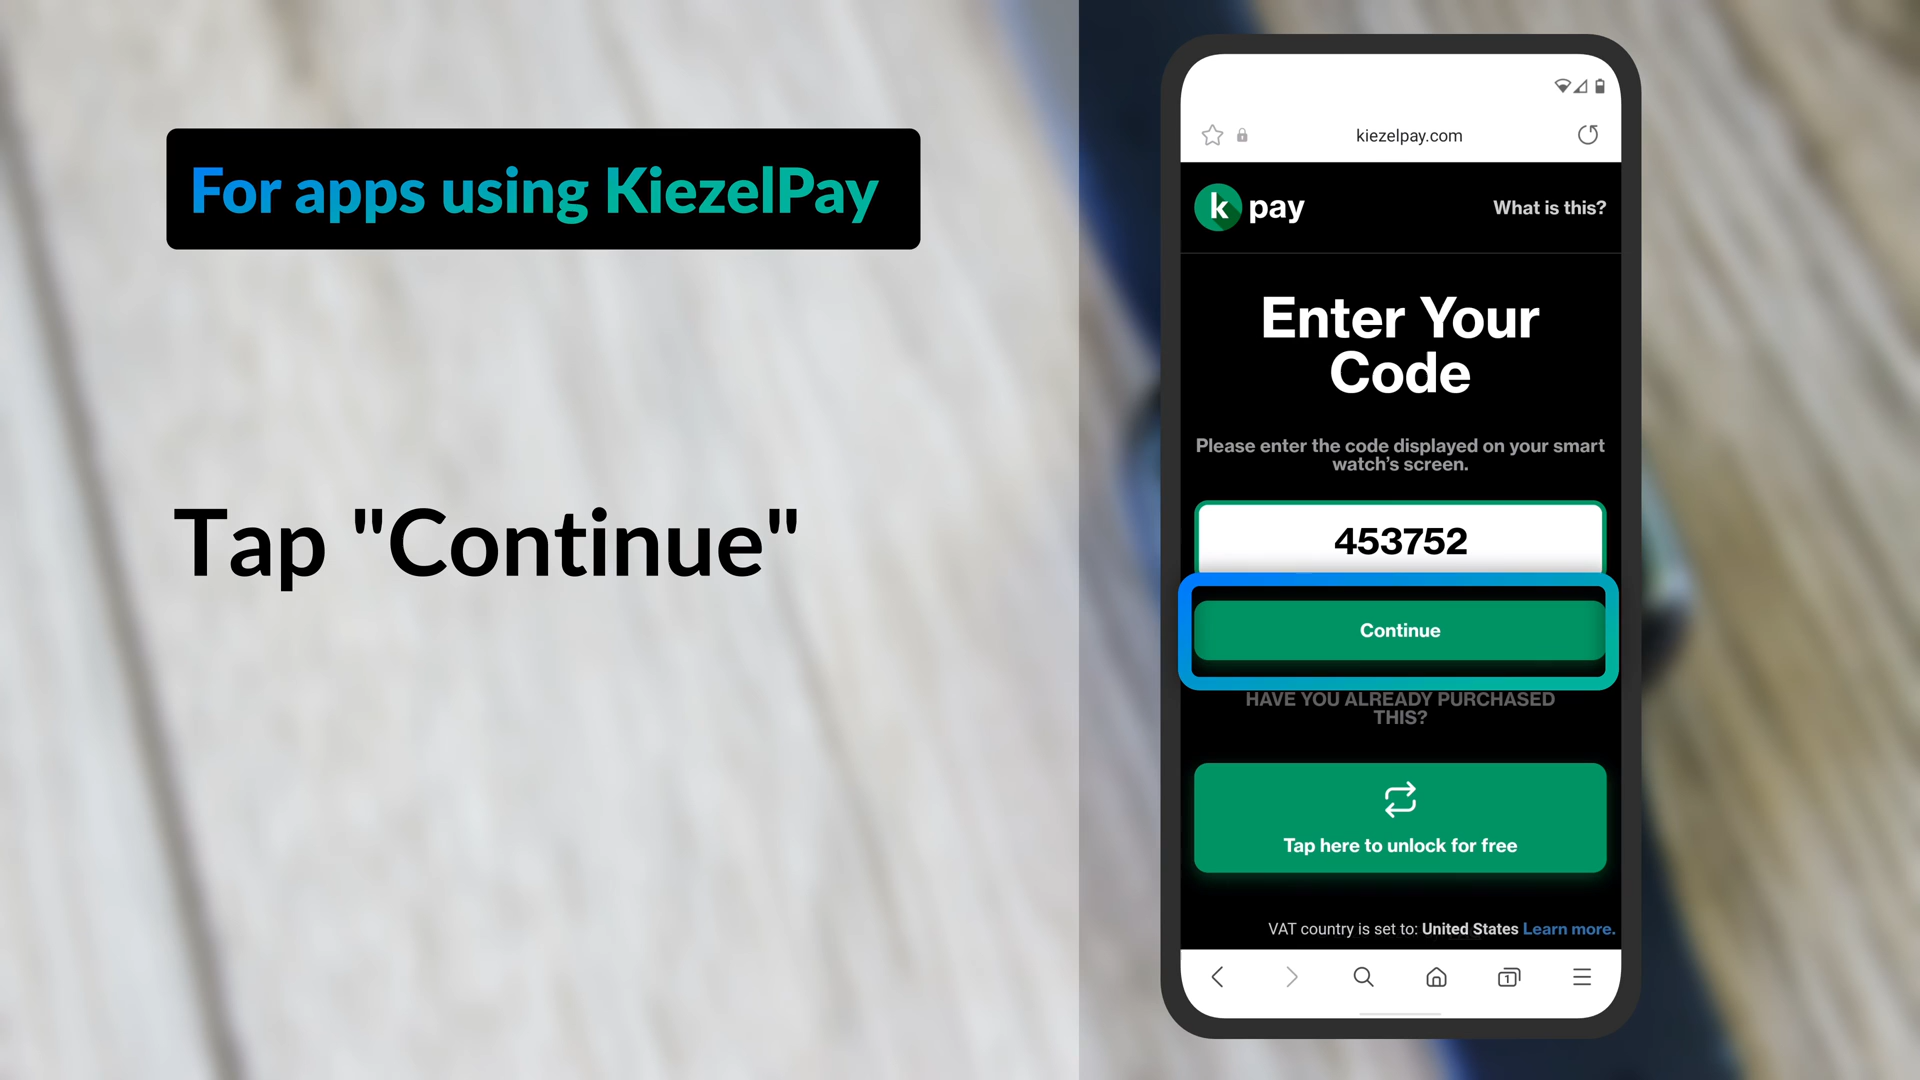 For apps using KiezelPay
Tap "Continue"
kiezelpay.com
k pay
What is this?
Enter Your
Code
Please enter the code displayed on your smart
watch's screen.
453752
Continue
HAVE YOU ALREADY PURCHASED
THIS?
Tap here to unlock for free
VAT country is set to: United States Learn more.
1